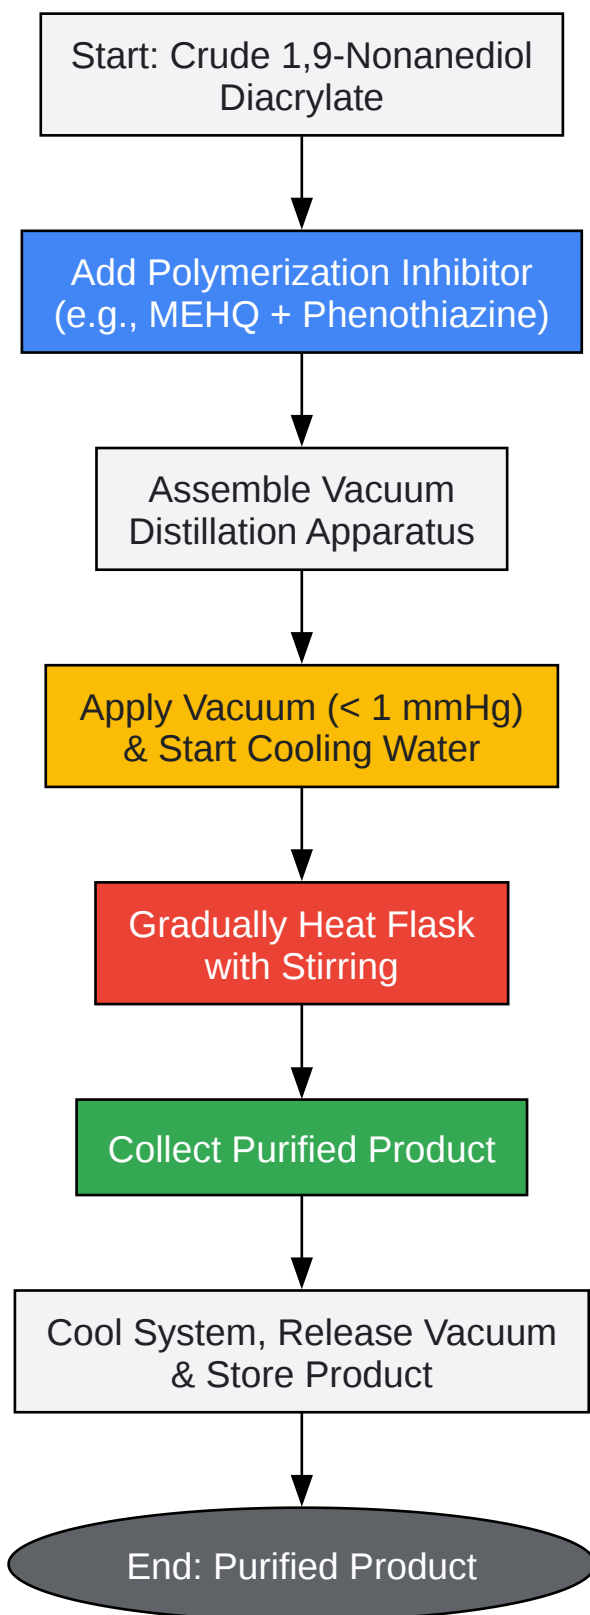 Start: Crude 1,9-Nonanediol
Diacrylate
Add Polymerization Inhibitor
(e.g., MEHQ + Phenothiazine)
Assemble Vacuum
Distillation Apparatus
Apply Vacuum (< 1 mmHg)
& Start Cooling Water
Gradually Heat Flask
with Stirring
Collect Purified Product
Cool System, Release Vacuum
& Store Product
End: Purified Product